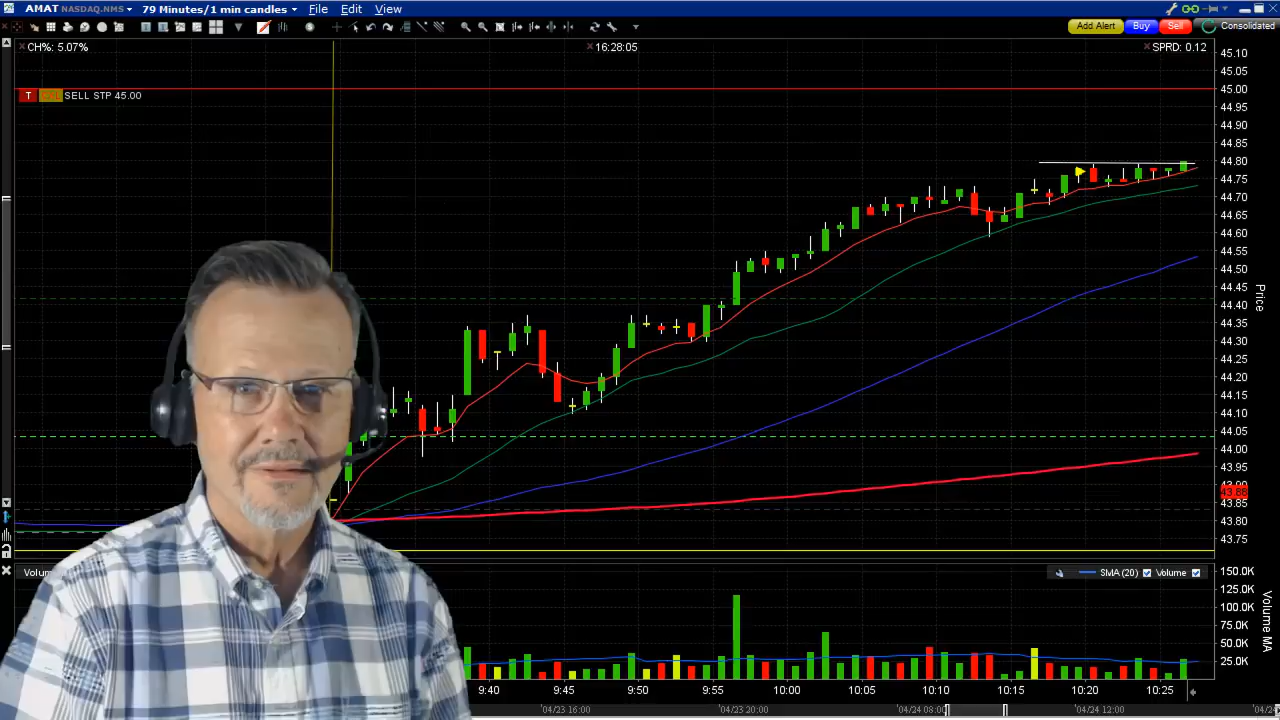 AMAT NASDAQ.NMS 79 Minutes/1 min candles File Edit View
Add Alert Buy Sell Consolidated
CH%: 5.07% 16:28:05 SPRD: 0.12
T SELL STP 45.00
45.10
45.05
45.00
44.95
44.90
44.85
44.80
44.75
44.70
44.65
44.60
44.55
44.50
44.45
44.40
44.35
44.30
44.25
44.20
44.15
44.10
44.05
44.00
43.95
43.88
43.85
43.80
43.75
Price
Volum
SMA (20) Volume
150.0K
125.0K
100.0K
75.0K
50.0K
25.0K
Volume MA
9:40 9:45 9:50 9:55 10:00 10:05 10:10 10:15 10:20 10:25
04/23 16:00 04/23 20:00 04/24 08:0 04/24 12:00 04/24